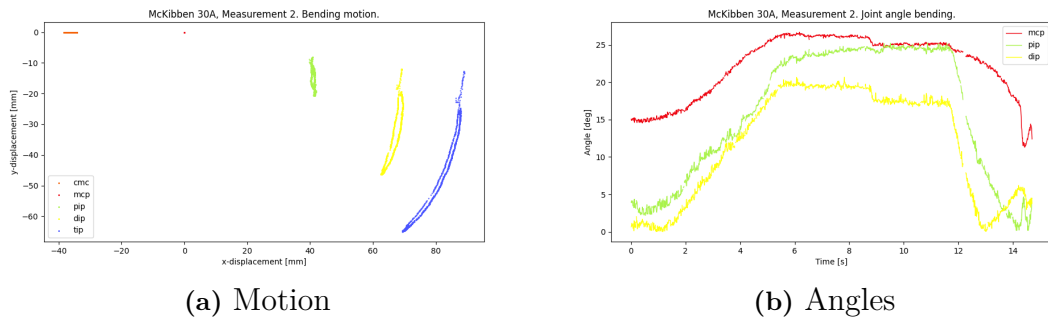 McKibben 30A, Measurement 2. Bending motion.
0
−10
−20
−30
−40
−50
−60
y-displacement [mm]
cmc
mcp
pip
dip
tip
−40
−20
0
20
40
60
80
x-displacement [mm]
(a) Motion
McKibben 30A, Measurement 2. Joint angle bending.
25
20
15
10
5
0
Angle [deg]
mcp
pip
dip
0
2
4
6
8
10
12
14
Time [s]
(b) Angles